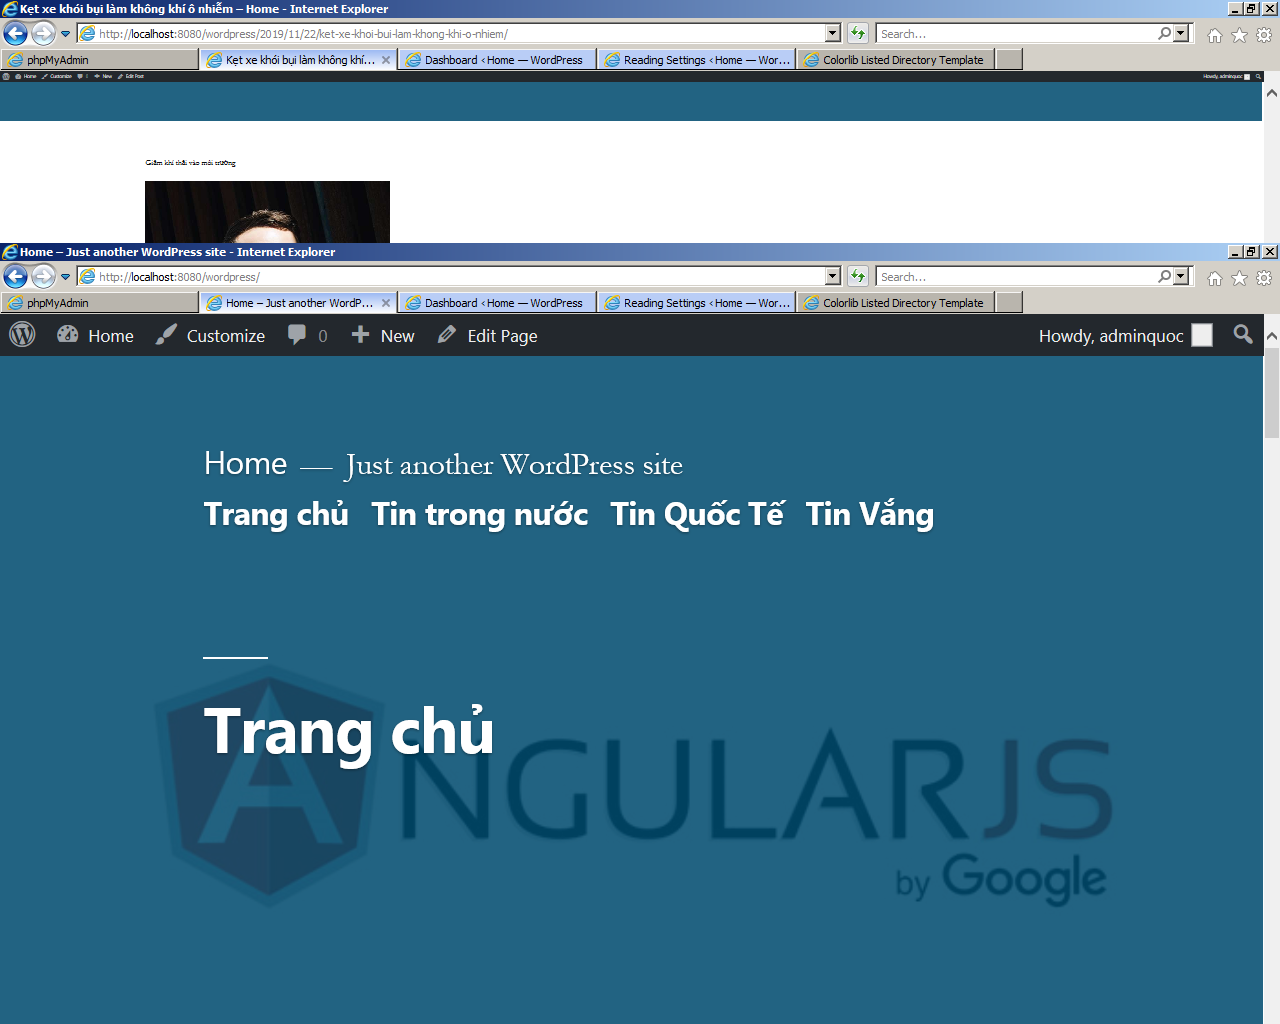 Kẹt xe khói bụi làm không khí ô nhiễm – Home - Internet Explorer
http://localhost:8080/wordpress/2019/11/22/ket-xe-khoi-bui-lam-khong-khi-o-nhiem/
Search...
phpMyAdmin
Kẹt xe khói bụi làm không khí...
Dashboard ‹ Home — WordPress
Reading Settings ‹ Home — Wor...
Colorlib Listed Directory Template
Home Customize 0 New Edit Post
Howdy, adminquoc
Giảm khí thải vào môi trường
Home – Just another WordPress site - Internet Explorer
http://localhost:8080/wordpress/
Search...
phpMyAdmin
Home – Just another WordP...
Dashboard ‹ Home — WordPress
Reading Settings ‹ Home — Wor...
Colorlib Listed Directory Template
Home Customize 0 New Edit Page
Howdy, adminquoc
Home — Just another WordPress site
Trang chủ Tin trong nước Tin Quốc Tế Tin Vắng
Trang chủ
ANGULARJS
by Google